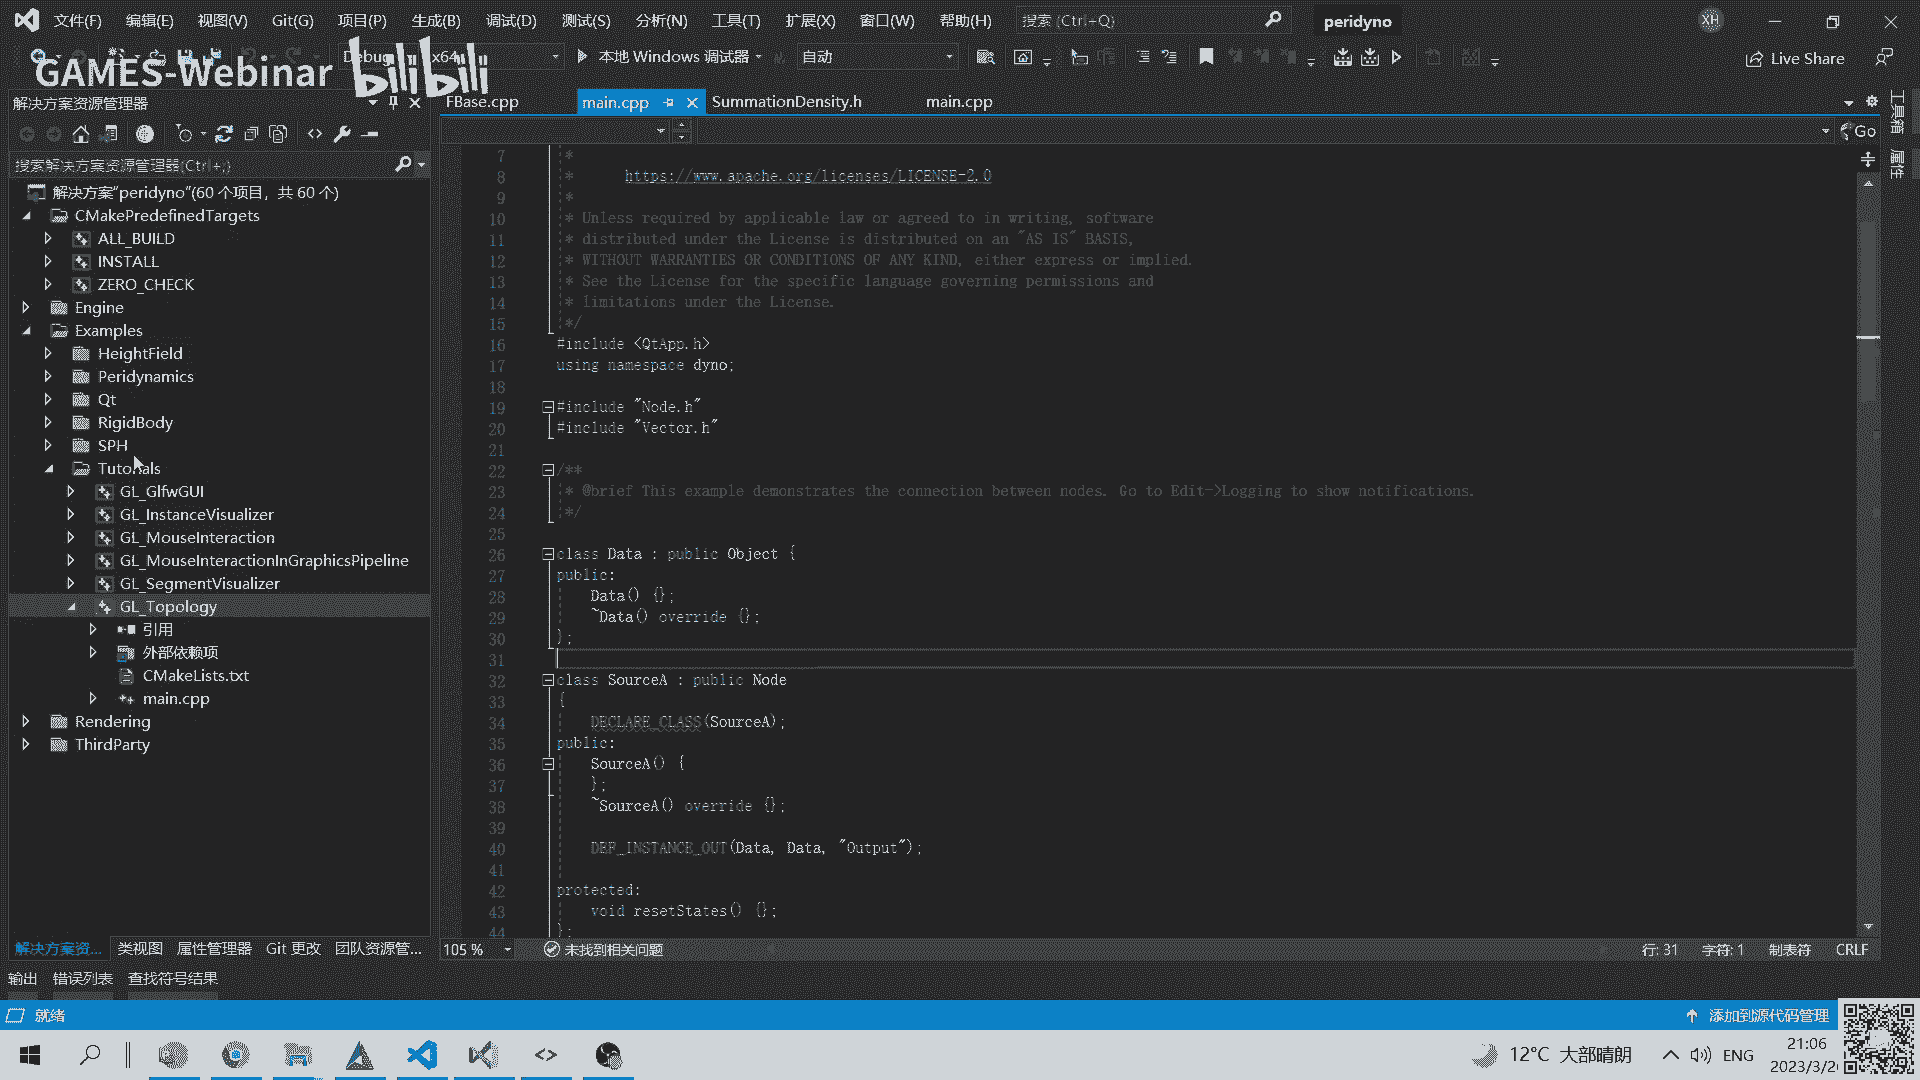 文件(F) 编辑(E) 视图(V) Git(G) 项目(P) 生成(B) 调试(D) 测试(S) 分析(N) 工具(T) 扩展(X) 窗口(W) 帮助(H) 搜索 (Ctrl+Q) peridyno XH
Debug x64 本地 Windows 调试器 自动 Live Share
GAMES-Webinar bilibili
解决方案资源管理器
FBase.cpp main.cpp SummationDensity.h main.cpp
工具箱
属性
Go
搜索解决方案资源管理器(Ctrl+;)
解决方案"peridyno"(60 个项目，共 60 个)
CMakePredefinedTargets
ALL_BUILD
INSTALL
ZERO_CHECK
Engine
Examples
HeightField
Peridynamics
Qt
RigidBody
SPH
Tutorials
GL_GlfwGUI
GL_InstanceVisualizer
GL_MouseInteraction
GL_MouseInteractionInGraphicsPipeline
GL_SegmentVisualizer
GL_Topology
引用
外部依赖项
CMakeLists.txt
main.cpp
Rendering
ThirdParty
7 *
8 * https://www.apache.org/licenses/LICENSE-2.0
9 *
10 * Unless required by applicable law or agreed to in writing, software
11 * distributed under the License is distributed on an "AS IS" BASIS,
12 * WITHOUT WARRANTIES OR CONDITIONS OF ANY KIND, either express or implied.
13 * See the License for the specific language governing permissions and
14 * limitations under the License.
15 */
16 #include <QtApp.h>
17 using namespace dyno;
18
19 #include "Node.h"
20 #include "Vector.h"
21
22 /**
23 * @brief This example demonstrates the connection between nodes. Go to Edit->Logging to show notifications.
24 */
25
26 class Data : public Object {
27 public:
28 Data() {};
29 ~Data() override {};
30 };
31
32 class SourceA : public Node
33 {
34 DECLARE_CLASS(SourceA);
35 public:
36 SourceA() {
37 };
38 ~SourceA() override {};
39
40 DEF_INSTANCE_OUT(Data, Data, "Output");
41
42 protected:
43 void resetStates() {};
44 };
解决方案资... 类视图 属性管理器 Git 更改 团队资源管...
105 % 未找到相关问题 行: 31 字符: 1 制表符 CRLF
输出 错误列表 查找符号结果
就绪 添加到源代码管理
12°C 大部晴朗 ENG
21:06
2023/3/2